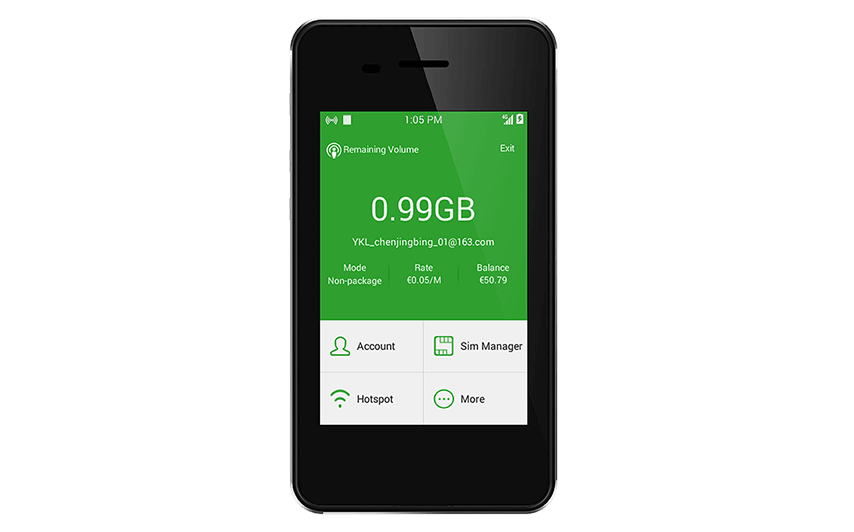 1:05 PM
4G
Remaining Volume
Exit
0.99GB
YKL_chenjingbing_01@163.com
Mode
Rate
Balance
Non-package
€0.05/M
€50.79
Account
Sim Manager
Hotspot
More